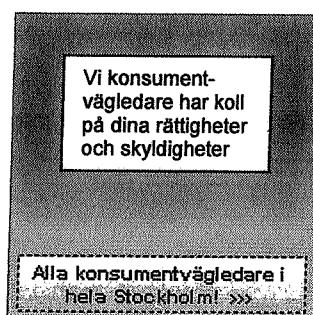 Vi konsument-
vägledare har koll
på dina rättigheter
och skyldigheter
Alla konsumentvägledare i
hela Stockholm! >>>